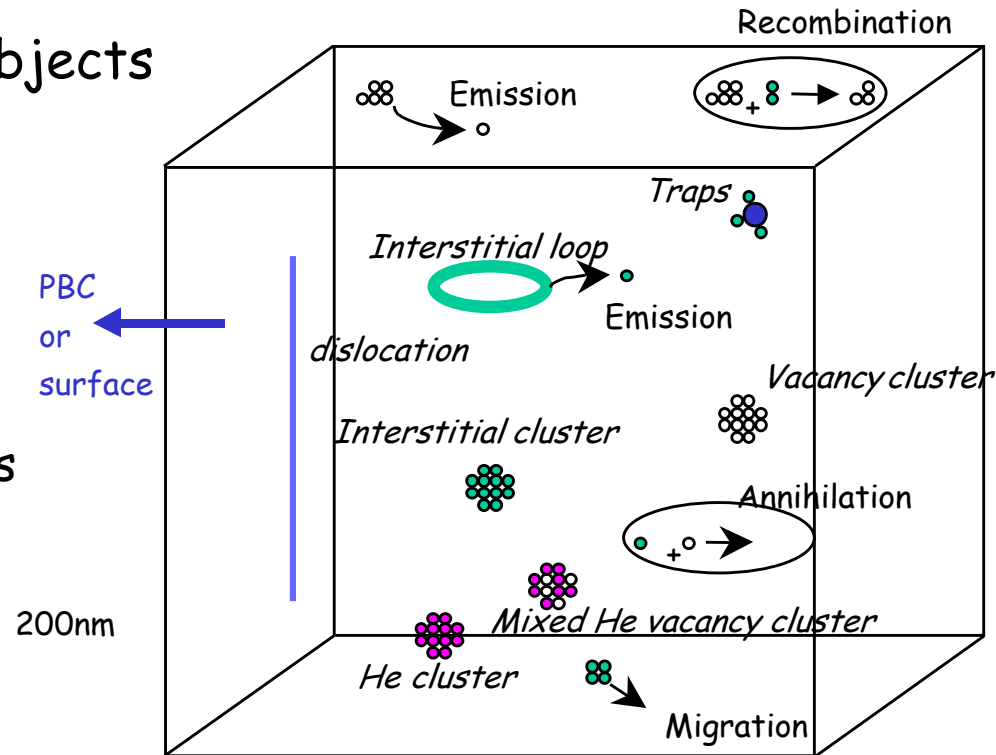 Recombination
bjects
Emission
+
Traps
Interstitial loop
PBC
or
surface
Emission
dislocation
Vacancy cluster
Interstitial cluster
s
Annihilation
+
200nm
Mixed He vacancy cluster
He cluster
Migration